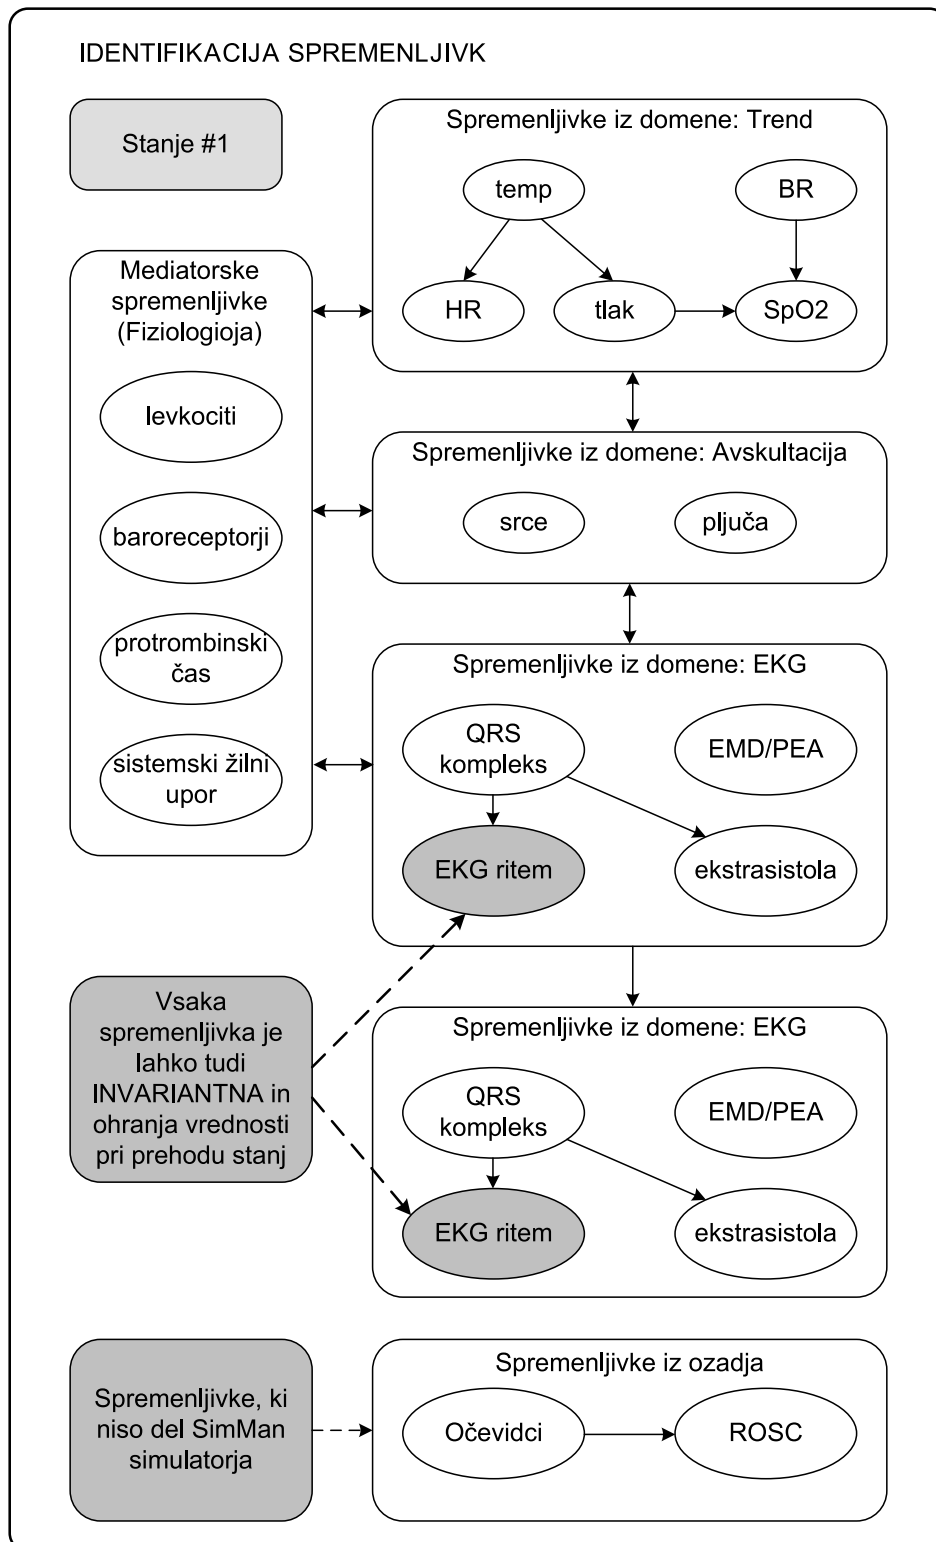 IDENTIFIKACIJA SPREMENLJIVK
Stanje #1
Spremenljivke iz domene: Trend
temp
BR
HR
tlak
SpO2
Mediatorske
spremenljivke
(Fiziologioja)
levkociti
baroreceptorji
protrombinski
čas
sistemski žilni
upor
Spremenljivke iz domene: Avskultacija
srce
pljuča
Spremenljivke iz domene: EKG
QRS
kompleks
EMD/PEA
EKG ritem
ekstrasistola
Vsaka
spremenljivka je
lahko tudi
INVARIANTNA in
ohranja vrednosti
pri prehodu stanj
Spremenljivke iz domene: EKG
QRS
kompleks
EMD/PEA
EKG ritem
ekstrasistola
Spremenljivke, ki
niso del SimMan
simulatorja
Spremenljivke iz ozadja
Očevidci
ROSC